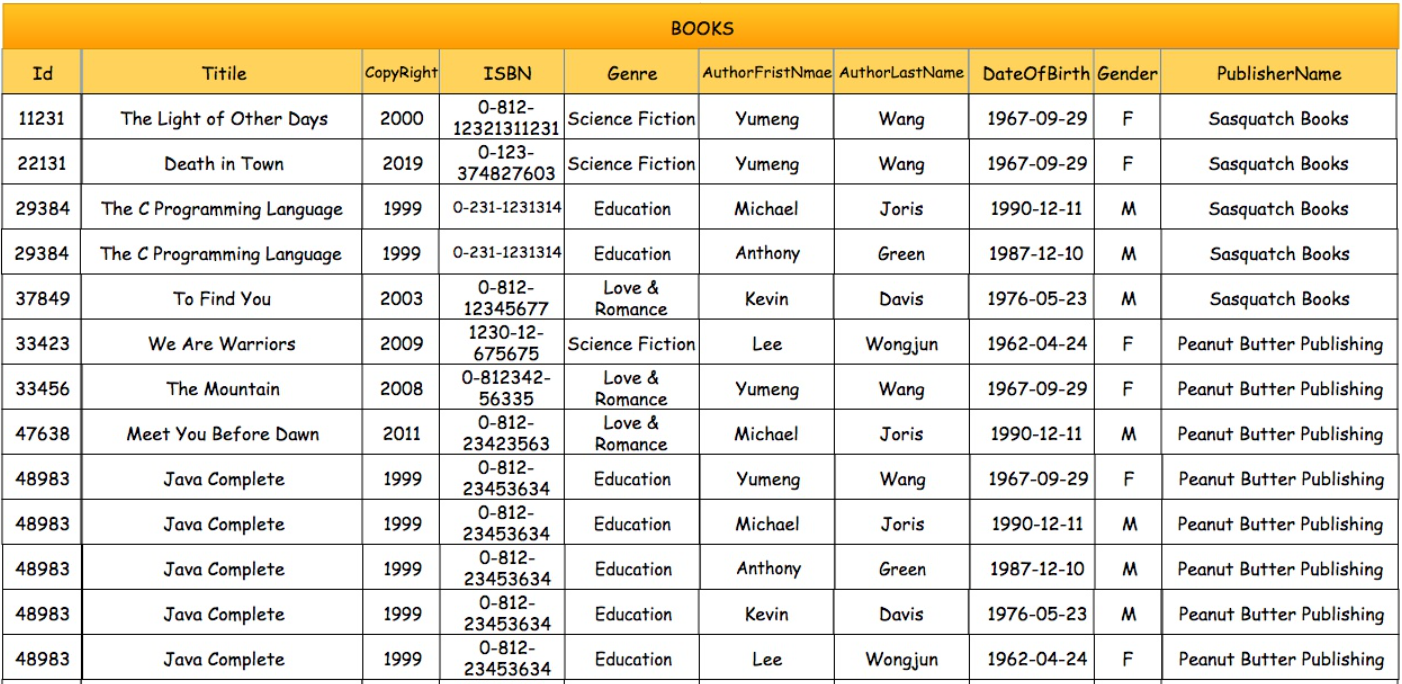 BOOKS
Id Titile CopyRight ISBN Genre AuthorFristNmae AuthorLastName DateOfBirth Gender PublisherName
11231 The Light of Other Days 2000 0-812-12321311231 Science Fiction Yumeng Wang 1967-09-29 F Sasquatch Books
22131 Death in Town 2019 0-123-374827603 Science Fiction Yumeng Wang 1967-09-29 F Sasquatch Books
29384 The C Programming Language 1999 0-231-1231314 Education Michael Joris 1990-12-11 M Sasquatch Books
29384 The C Programming Language 1999 0-231-1231314 Education Anthony Green 1987-12-10 M Sasquatch Books
37849 To Find You 2003 0-812-12345677 Love & Romance Kevin Davis 1976-05-23 M Sasquatch Books
33423 We Are Warriors 2009 1230-12-675675 Science Fiction Lee Wongjun 1962-04-24 F Peanut Butter Publishing
33456 The Mountain 2008 0-812342-56335 Love & Romance Yumeng Wang 1967-09-29 F Peanut Butter Publishing
47638 Meet You Before Dawn 2011 0-812-23423563 Love & Romance Michael Joris 1990-12-11 M Peanut Butter Publishing
48983 Java Complete 1999 0-812-23453634 Education Yumeng Wang 1967-09-29 F Peanut Butter Publishing
48983 Java Complete 1999 0-812-23453634 Education Michael Joris 1990-12-11 M Peanut Butter Publishing
48983 Java Complete 1999 0-812-23453634 Education Anthony Green 1987-12-10 M Peanut Butter Publishing
48983 Java Complete 1999 0-812-23453634 Education Kevin Davis 1976-05-23 M Peanut Butter Publishing
48983 Java Complete 1999 0-812-23453634 Education Lee Wongjun 1962-04-24 F Peanut Butter Publishing